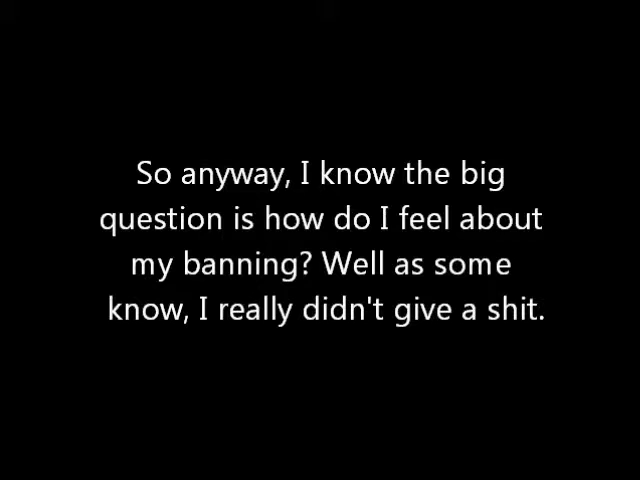 So anyway, I know the big
question is how do I feel about
my banning? Well as some
know, I really didn't give a shit.